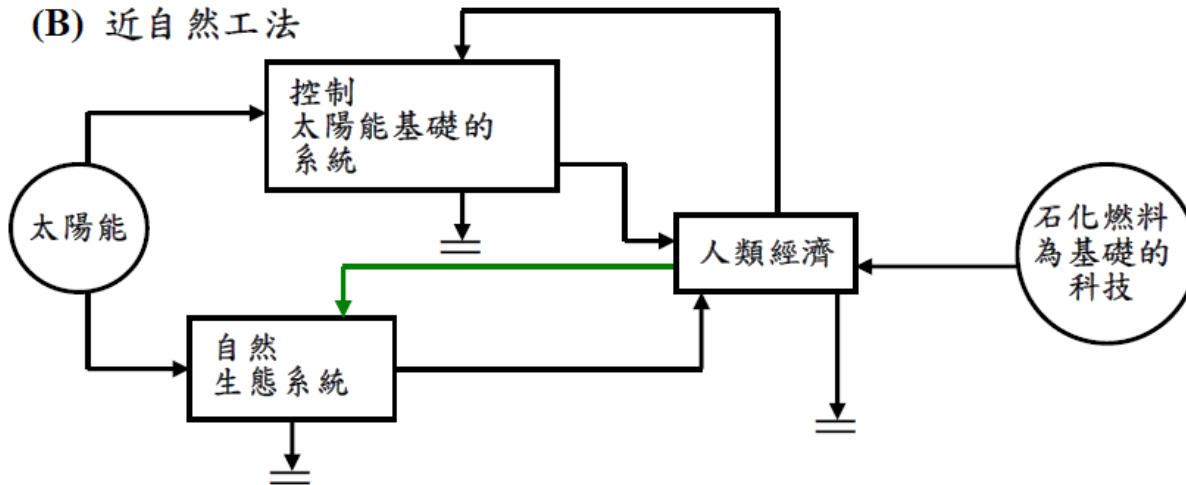 (B) 近自然工法
控制
太陽能基礎的
系統
太陽能
人類經濟
石化燃料
為基礎的
科技
自然
生態系統